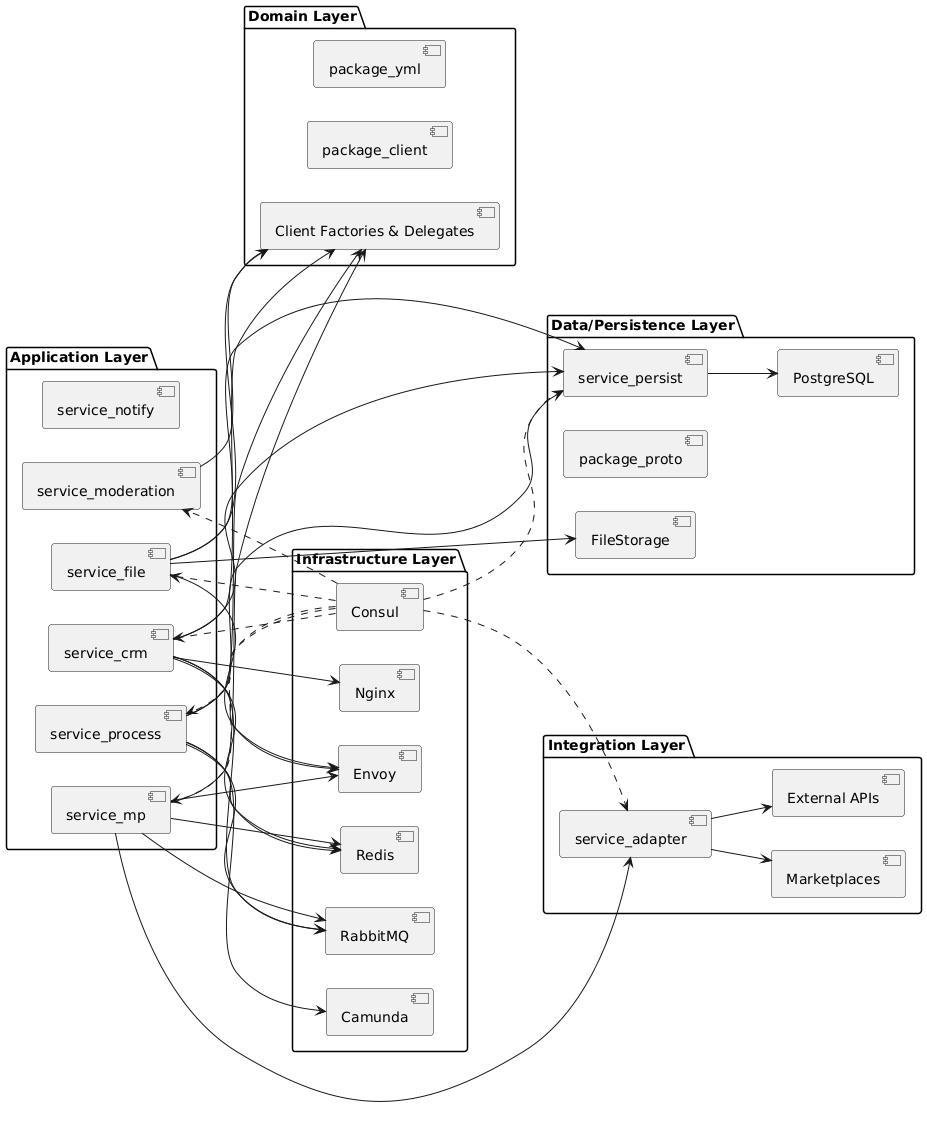 Domain Layer
package_yml
package_client
Client Factories & Delegates
Data/Persistence Layer
service_persist
PostgreSQL
package_proto
FileStorage
Application Layer
service_notify
service_moderation
service_file
service_crm
service_process
service_mp
Infrastructure Layer
Consul
Nginx
Envoy
Redis
RabbitMQ
Camunda
Integration Layer
External APIs
service_adapter
Marketplaces